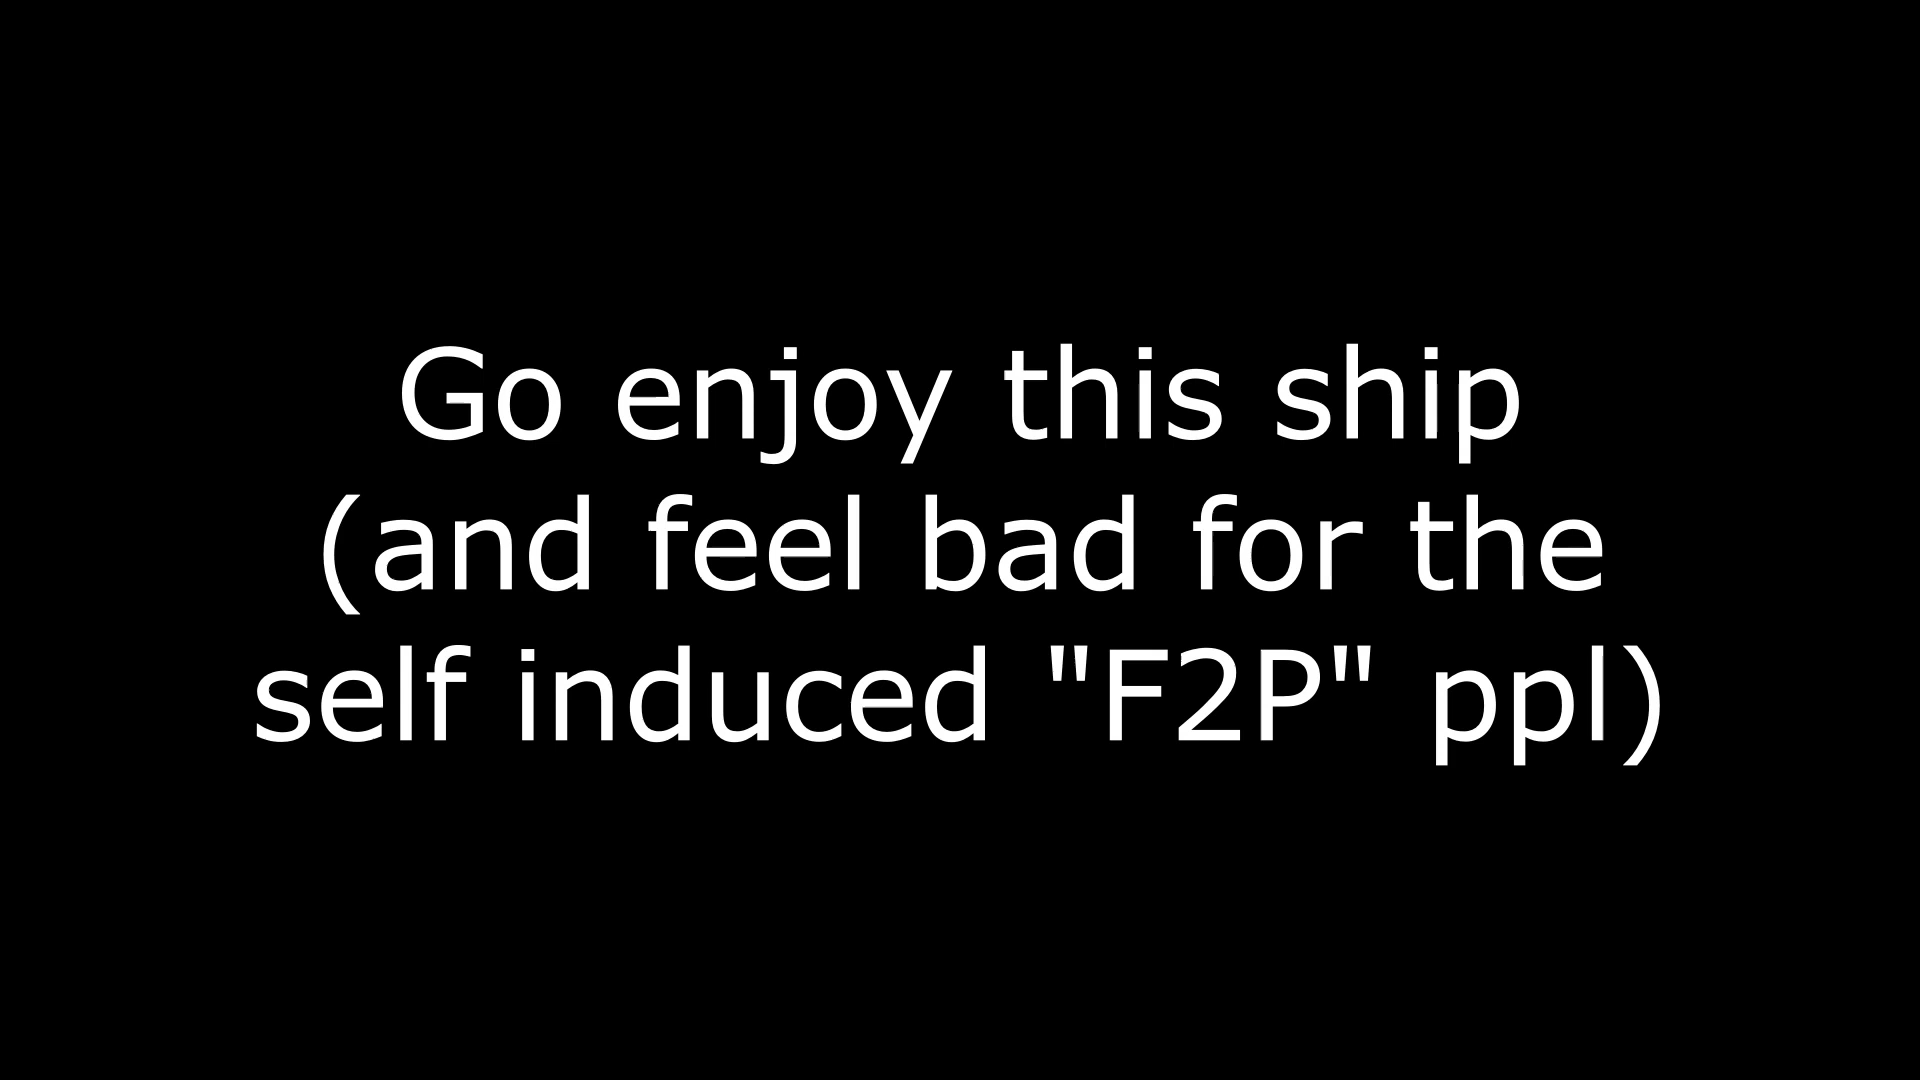 Go enjoy this ship
(and feel bad for the
self induced "F2P" ppl)